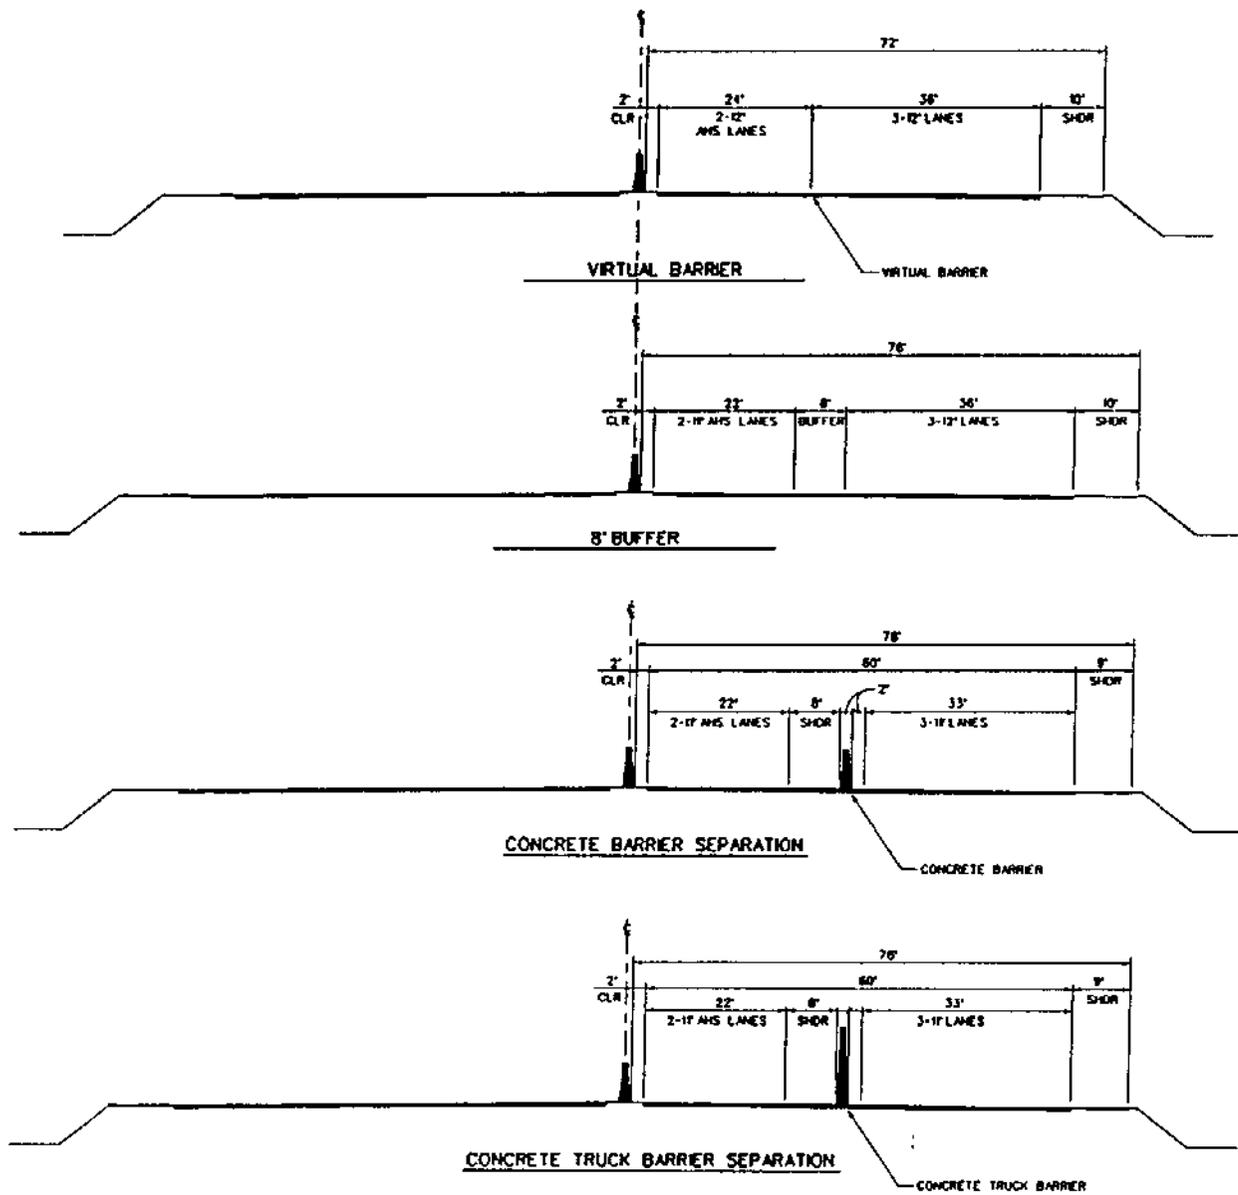 ℄
72'
2' 24' 36' 10'
CLR 2-12' 3-12' LANES SHDR
AHS LANES
VIRTUAL BARRIER
VIRTUAL BARRIER
℄
78'
2' 22' 8' 36' 10'
CLR 2-11' AHS LANES BUFFER 3-12' LANES SHDR
8' BUFFER
℄
78'
2' 60' 9'
CLR SHDR
2'
22' 8' 33'
2-11' AHS LANES SHDR 3-11' LANES
CONCRETE BARRIER SEPARATION
CONCRETE BARRIER
℄
2' 60' 9'
CLR SHDR
22' 8' 33'
2-11' AHS LANES SHDR 3-11' LANES
CONCRETE TRUCK BARRIER SEPARATION
CONCRETE TRUCK BARRIER